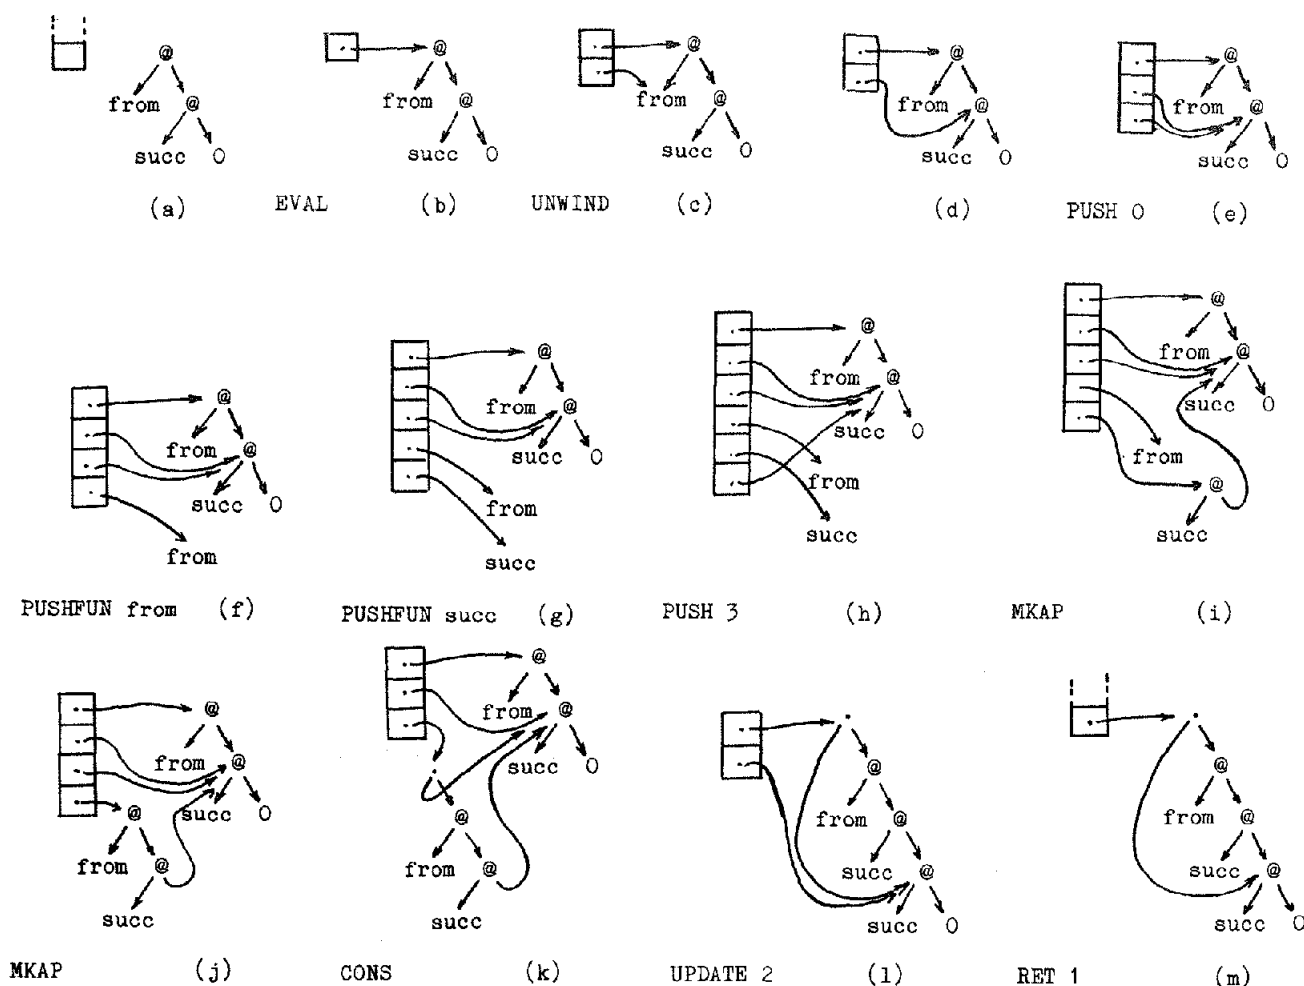 @
from @
succ 0
(a)
@
from @
succ 0
EVAL (b)
@
from @
succ 0
UNWIND (c)
@
from @
succ 0
(d)
@
from @
succ 0
PUSH 0 (e)
@
from @
succ 0
from
PUSHFUN from (f)
@
from @
succ 0
from
succ
PUSHFUN succ (g)
@
from @
succ 0
from
succ
PUSH 3 (h)
@
from @
succ 0
from
@
succ
MKAP (i)
@
from @
succ 0
@
from @
succ
MKAP (j)
@
from @
succ 0
@
from @
succ
CONS (k)
@
from @
succ @
succ 0
UPDATE 2 (l)
@
from @
succ @
succ 0
RET 1 (m)